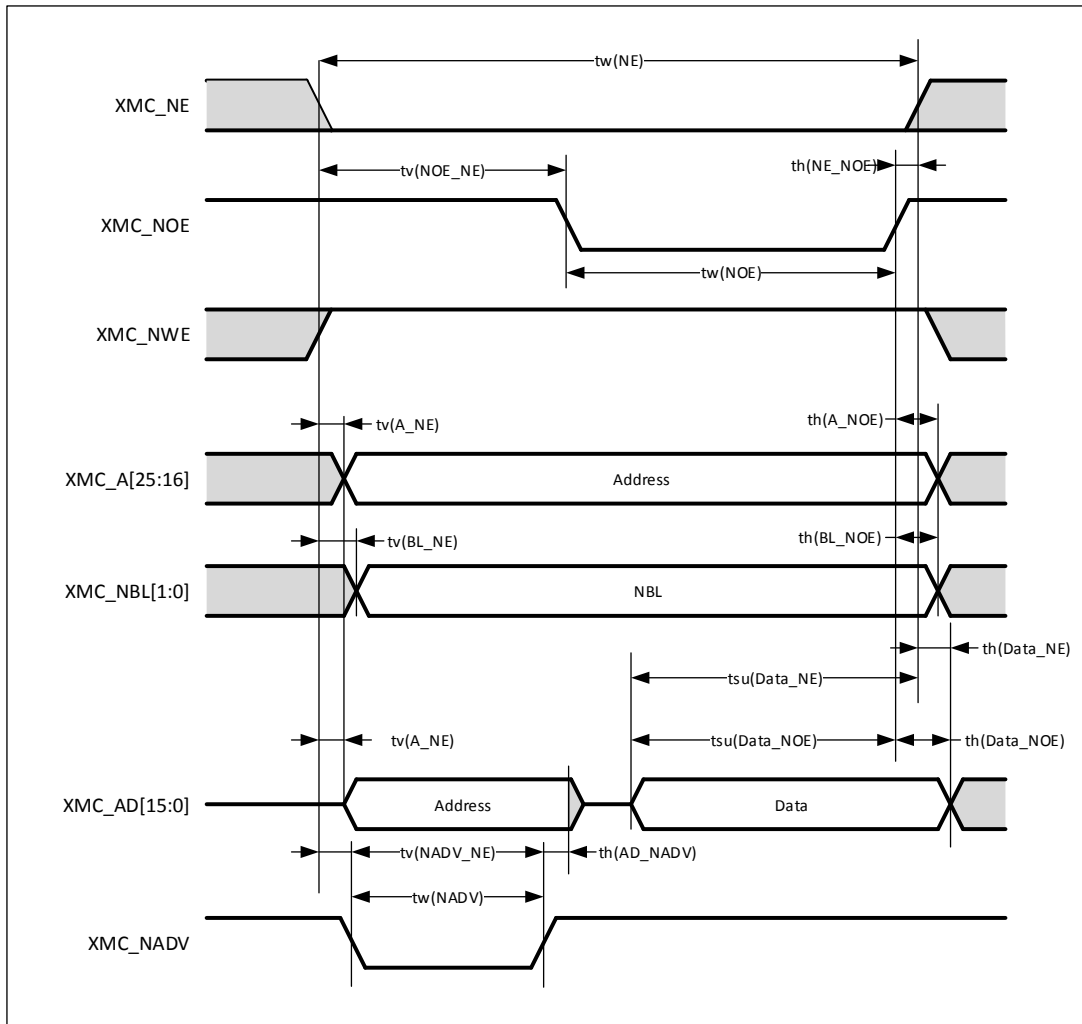 tw(NE)
XMC_NE
tv(NOE_NE)
th(NE_NOE)
XMC_NOE
tw(NOE)
XMC_NWE
tv(A_NE)
th(A_NOE)
XMC_A[25:16]
Address
tv(BL_NE)
th(BL_NOE)
XMC_NBL[1:0]
NBL
th(Data_NE)
tsu(Data_NE)
tv(A_NE)
tsu(Data_NOE)
th(Data_NOE)
XMC_AD[15:0]
Address
Data
tv(NADV_NE)
th(AD_NADV)
tw(NADV)
XMC_NADV